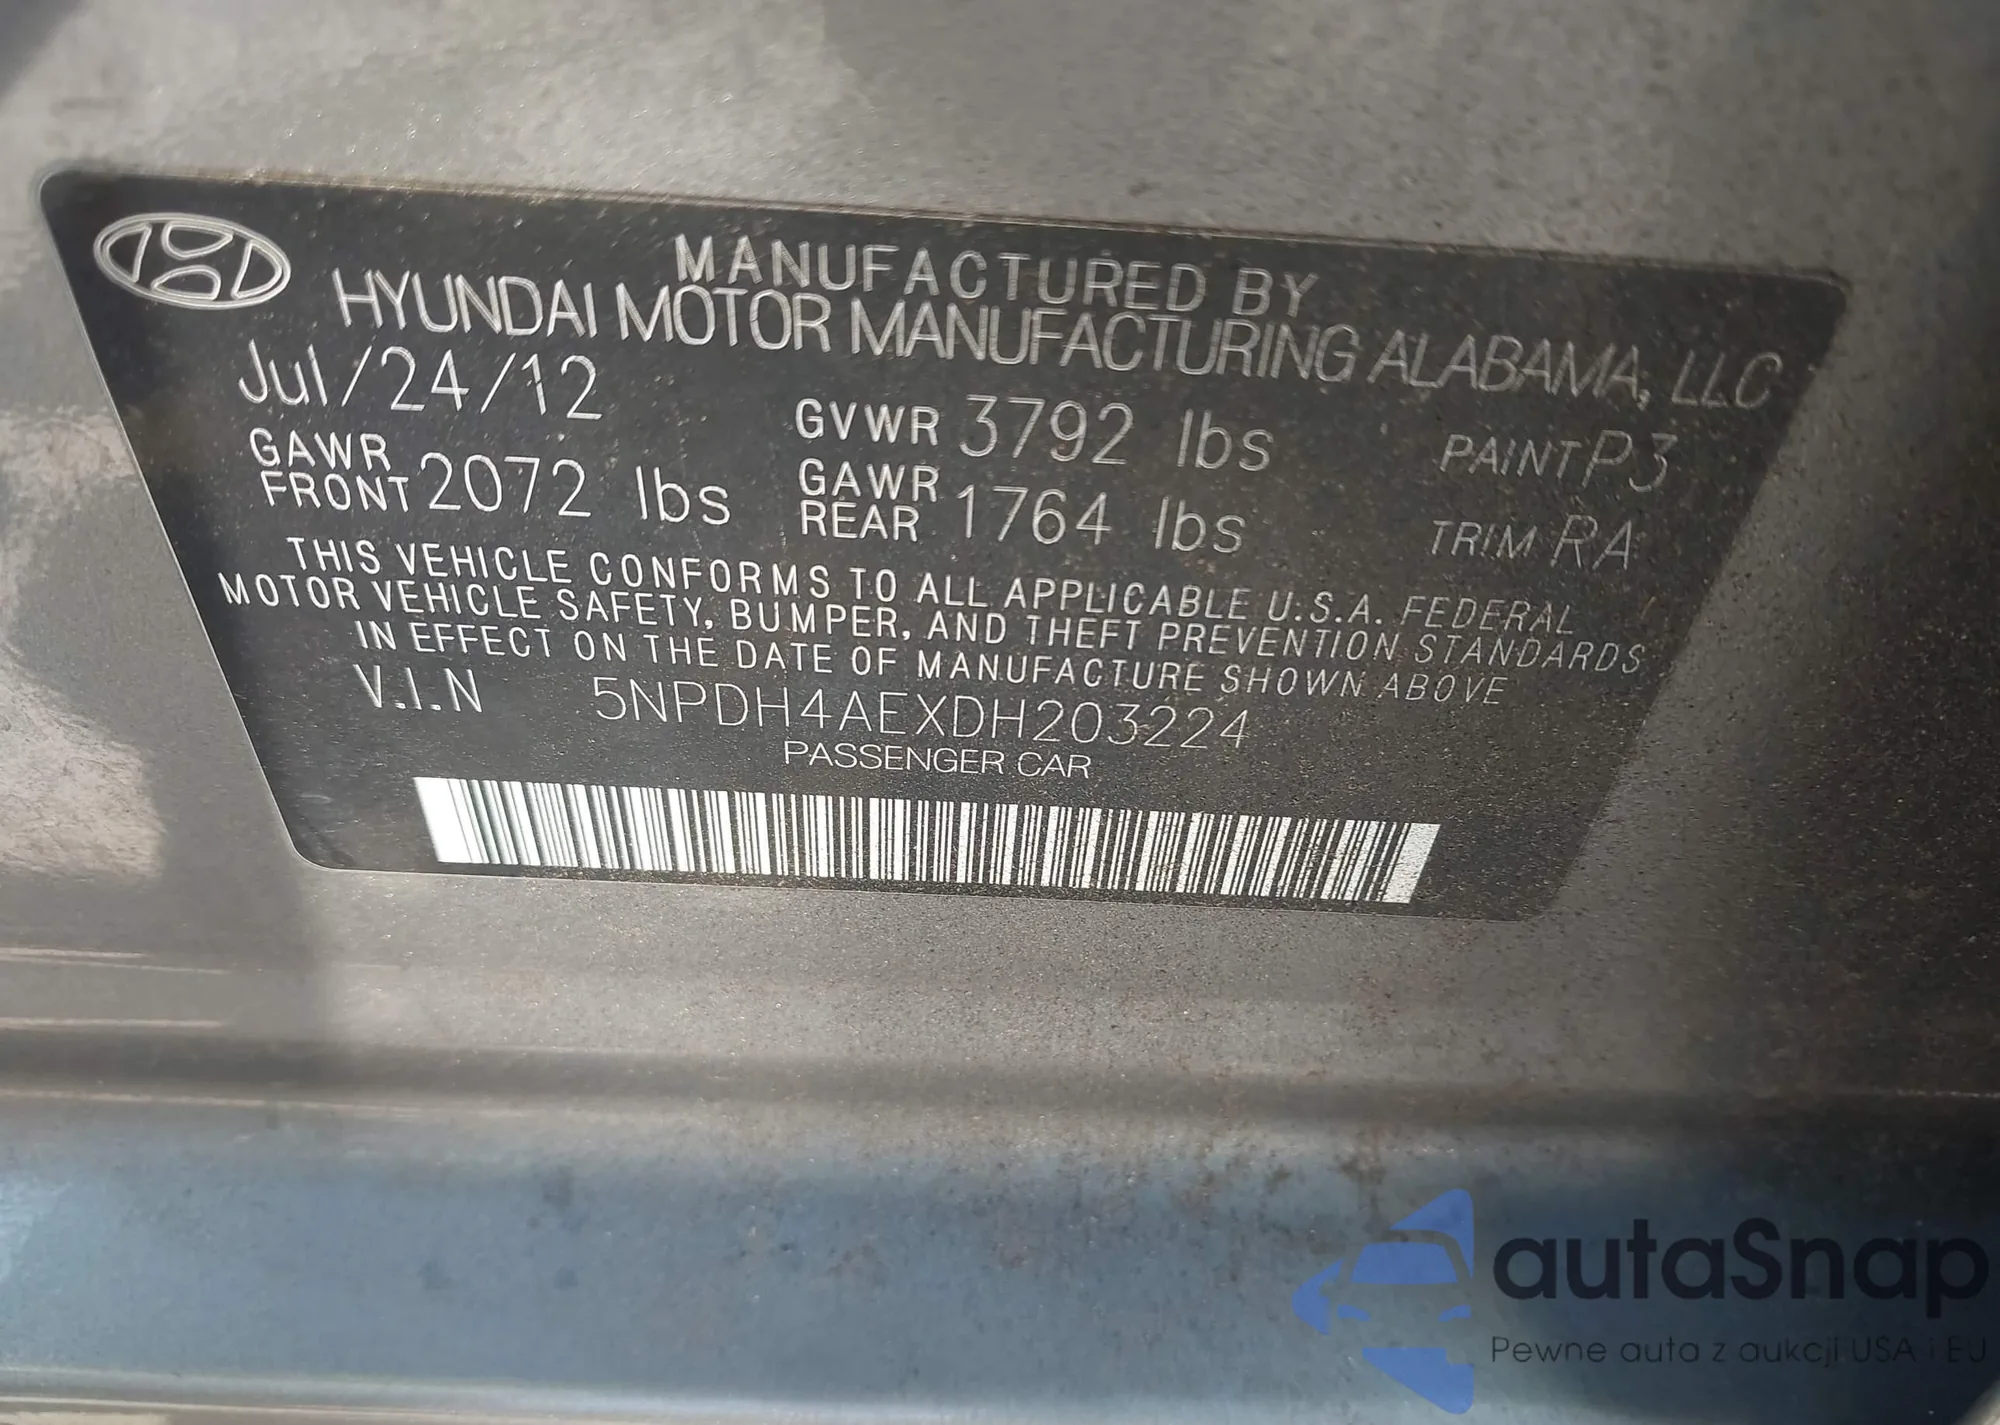 MANUFACTURED BY
HYUNDAI MOTOR MANUFACTURING ALABAMA, LLC
Jul/24/12
GVWR 3792 lbs PAINT P3
GAWR FRONT 2072 lbs GAWR REAR 1764 lbs TRIM RA
THIS VEHICLE CONFORMS TO ALL APPLICABLE U.S.A. FEDERAL
MOTOR VEHICLE SAFETY, BUMPER, AND THEFT PREVENTION STANDARDS
IN EFFECT ON THE DATE OF MANUFACTURE SHOWN ABOVE
V.I.N 5NPDH4AEXDH203224
PASSENGER CAR
autaSnap
Pewne auta z aukcji USA i EU